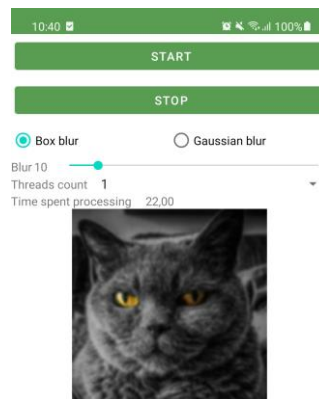 10:40 100%
START
STOP
Box blur Gaussian blur
Blur 10
Threads count 1
Time spent processing 22,00